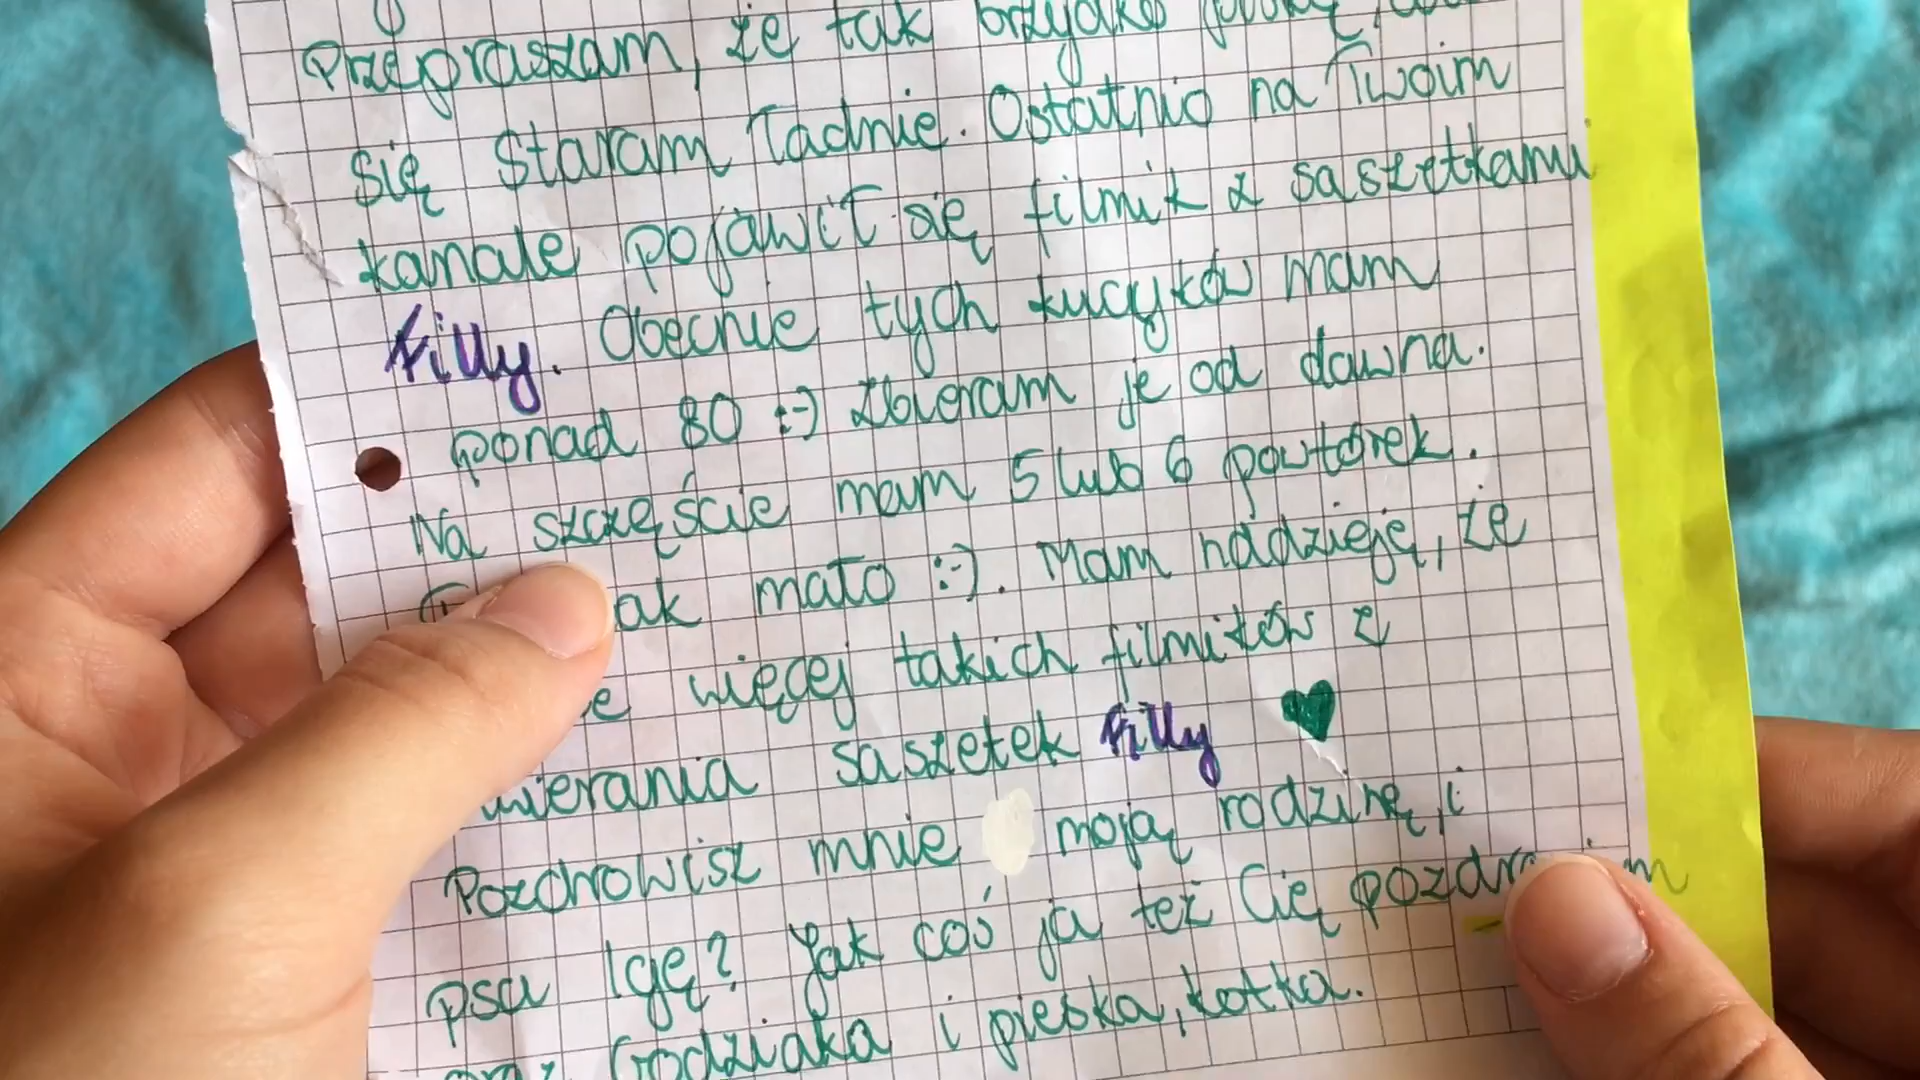 Przepraszam, że tak brzydko
się staram ładnie. Ostatnio na Twoim
kanale pojawił się filmik z saszetkami
Filly. Obecnie tych kucyków mam
ponad 80 :-) Zbieram je od dawna.
Na szczęście mam 5 lub 6 powtórek.
mało :-). Mam nadzieję, że
więcej takich filmików z
saszetek Filly
Pozdrowisz mnie moją rodzinę, i
psa Igę? Jak coś ja też Cię
i pieska, kotka.